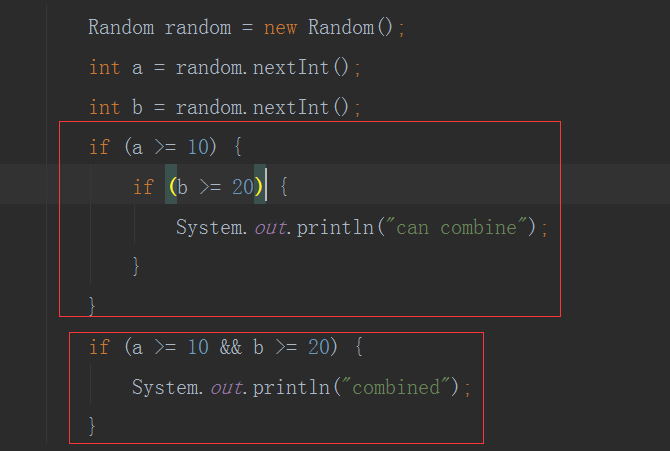 Random random = new Random();
int a = random.nextInt();
int b = random.nextInt();
if (a >= 10) {
if (b >= 20) {
System.out.println("can combine");
}
}
if (a >= 10 && b >= 20) {
System.out.println("combined");
}